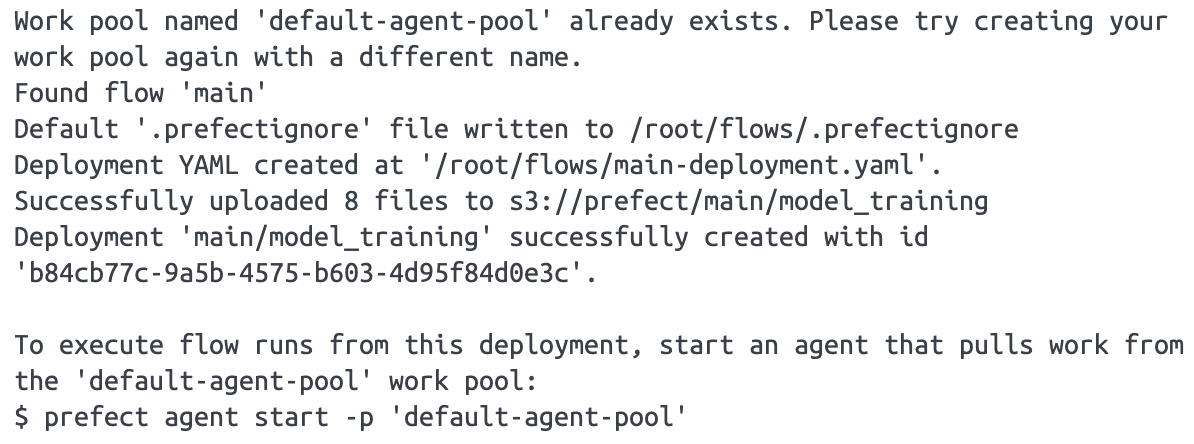 Work pool named 'default-agent-pool' already exists. Please try creating your
work pool again with a different name.
Found flow 'main'
Default '.prefectignore' file written to /root/flows/.prefectignore
Deployment YAML created at '/root/flows/main-deployment.yaml'.
Successfully uploaded 8 files to s3://prefect/main/model_training
Deployment 'main/model_training' successfully created with id
'b84cb77c-9a5b-4575-b603-4d95f84d0e3c'.
To execute flow runs from this deployment, start an agent that pulls work from
the 'default-agent-pool' work pool:
$ prefect agent start -p 'default-agent-pool'